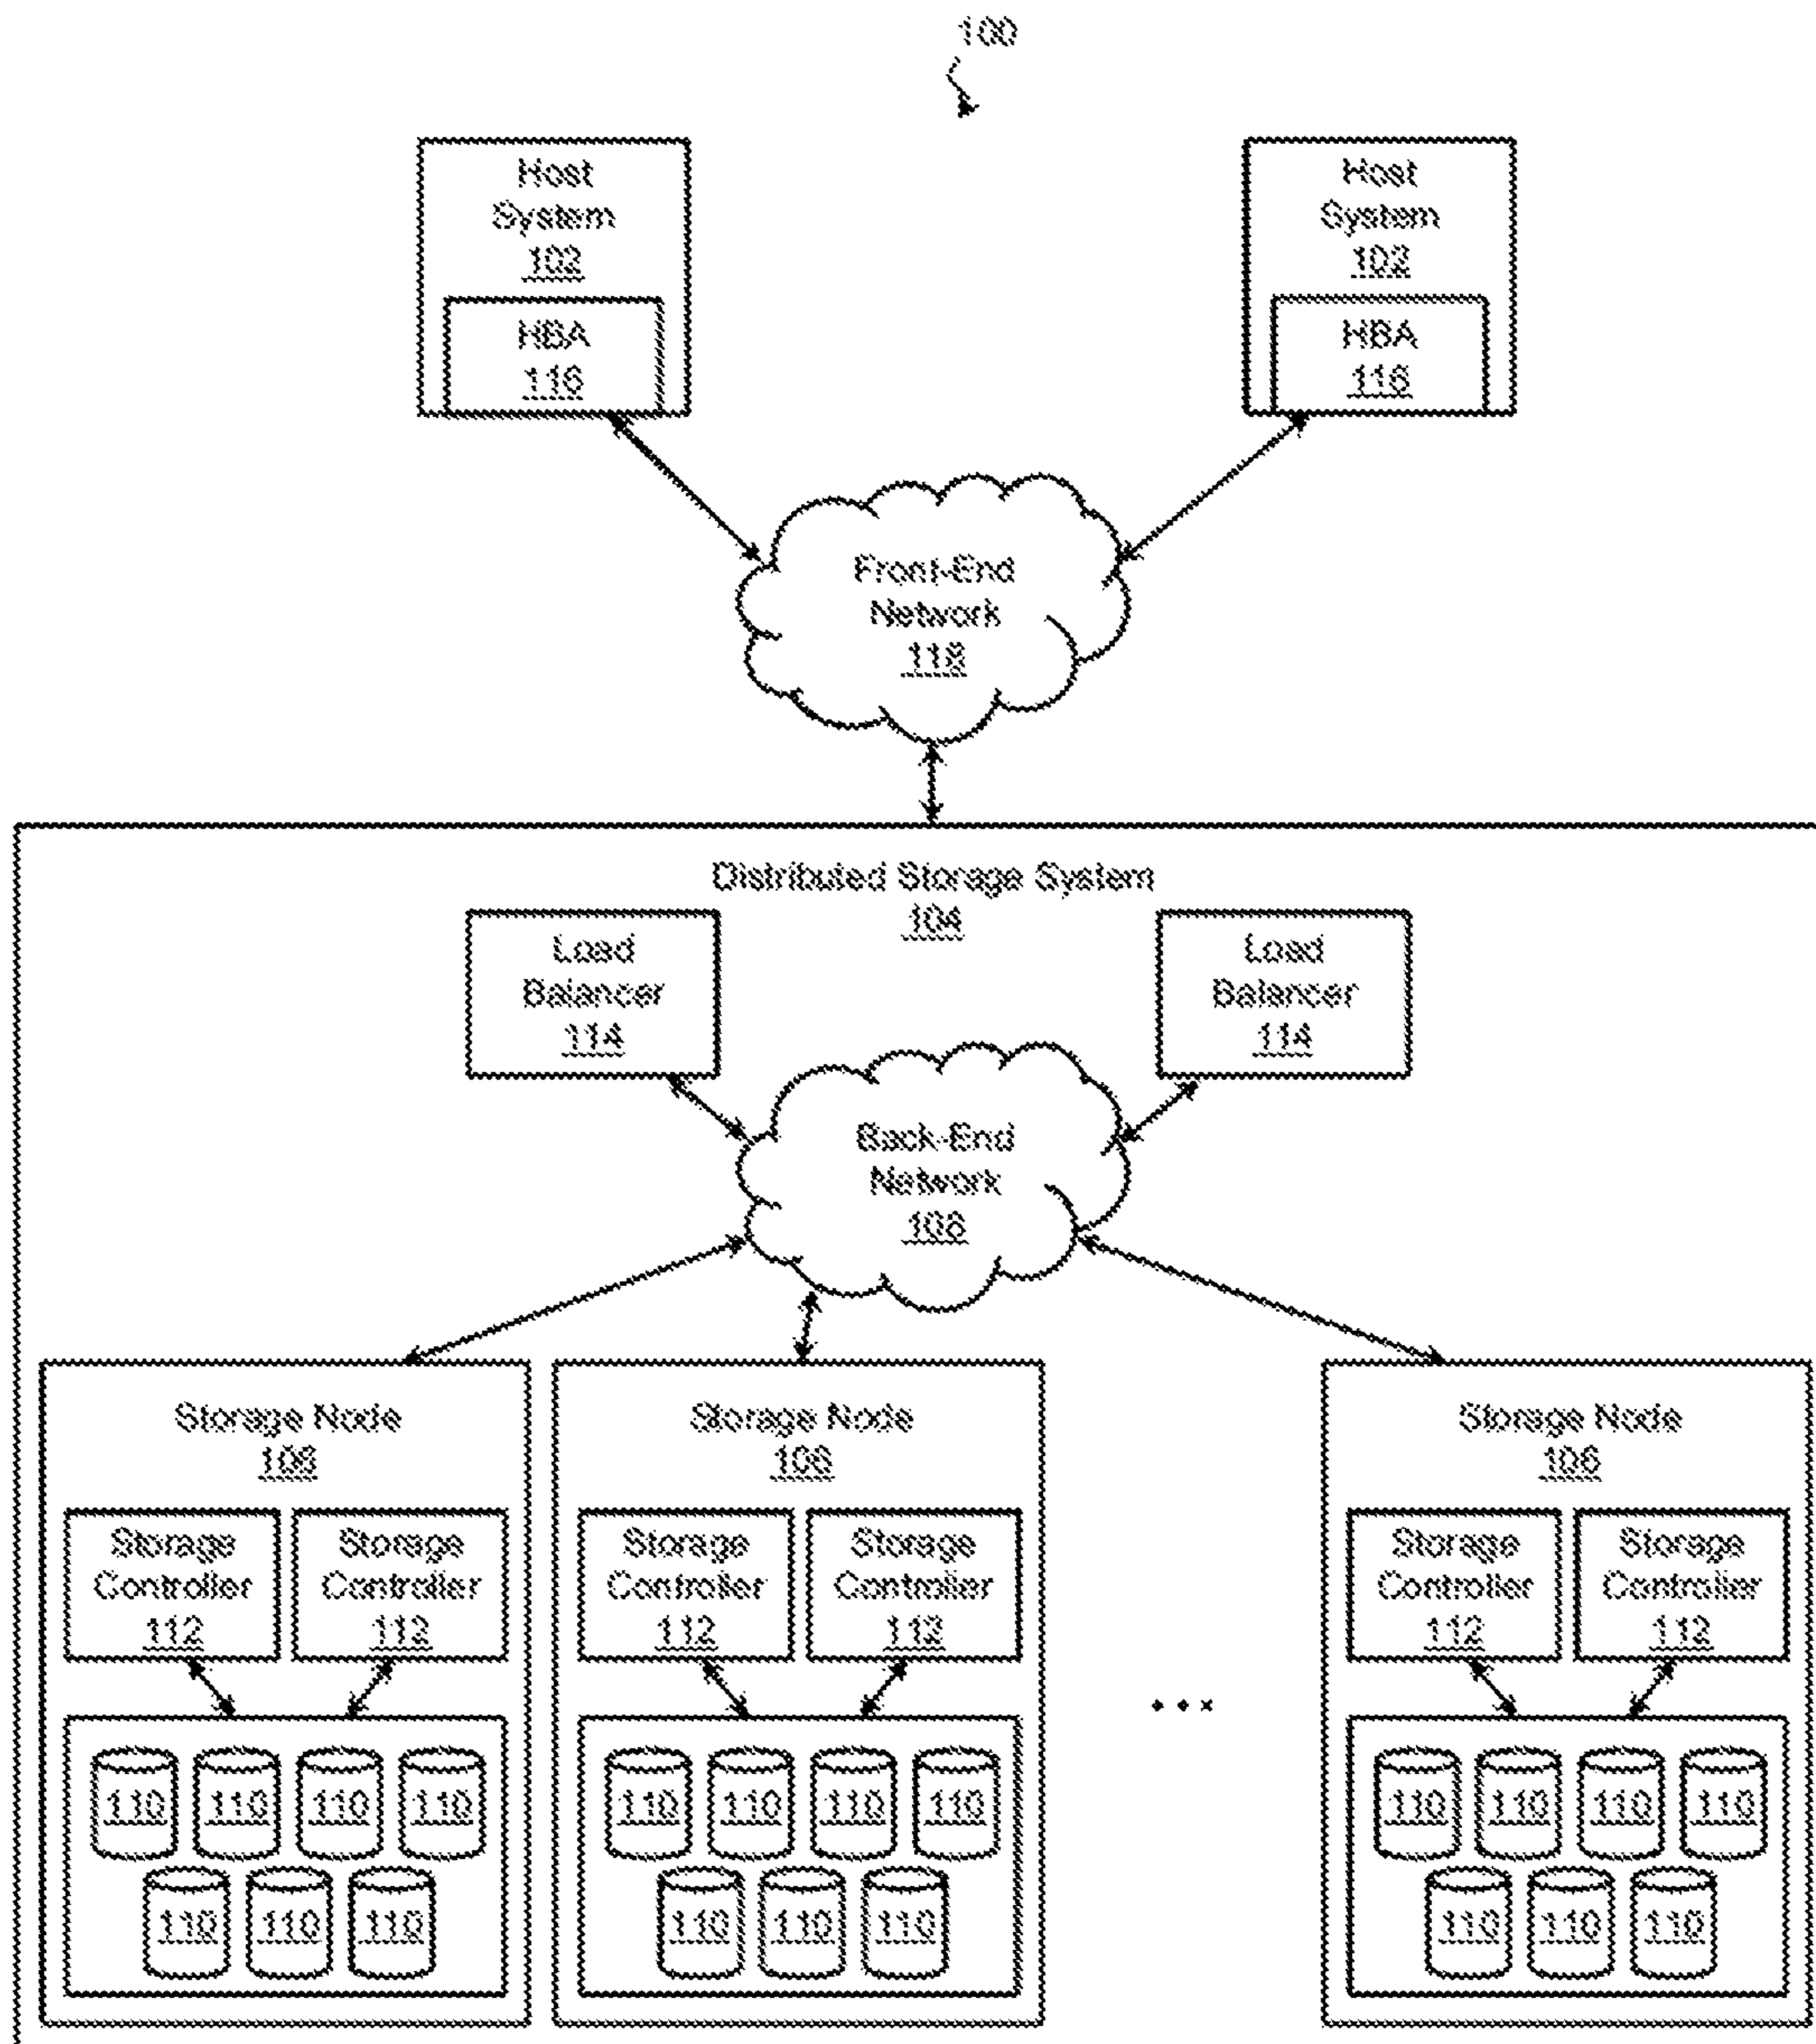 100
Host
System
102
HBA
116
Host
System
102
HBA
116
Front-End
Network
118
Distributed Storage System
104
Load
Balancer
114
Load
Balancer
114
Back-End
Network
108
Storage Node
106
Storage Controller
112
Storage Controller
112
110 110 110 110
110 110 110
Storage Node
106
Storage Controller
112
Storage Controller
112
110 110 110 110
110 110 110
...
Storage Node
106
Storage Controller
112
Storage Controller
112
110 110 110 110
110 110 110